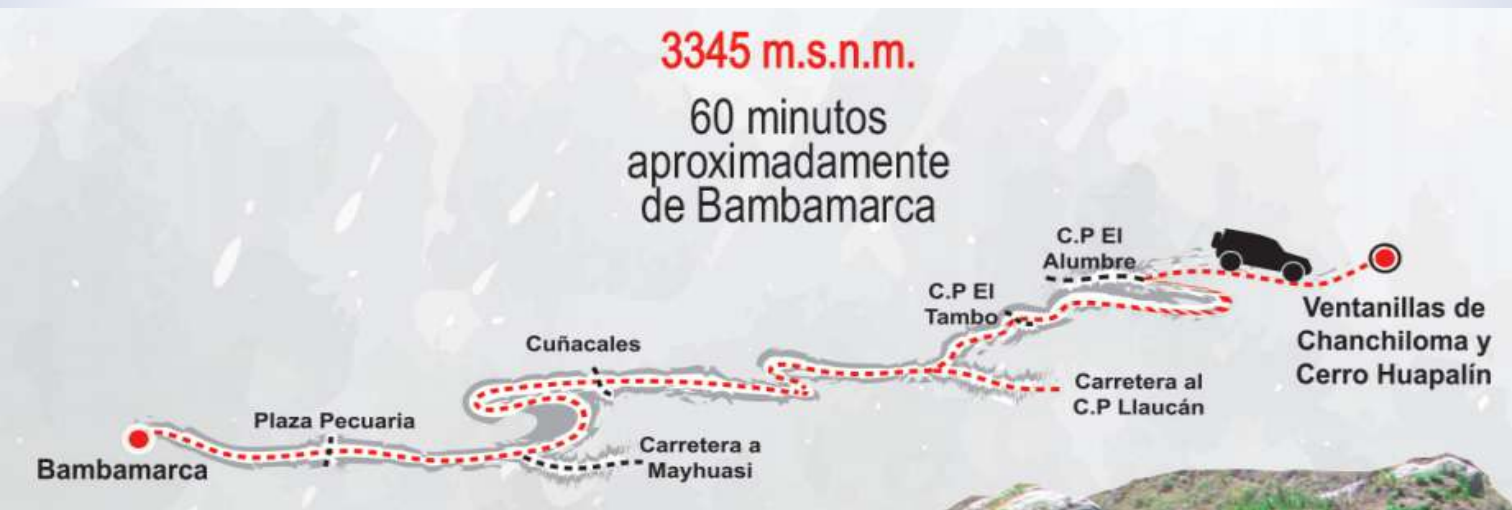 3345 m.s.n.m.
60 minutos
aproximadamente
de Bambamarca
C.P El
Alumbre
C.P El
Tambo
Ventanillas de
Chanchiloma y
Cerro Huapalín
Cuñacales
Carretera al
C.P Llaucán
Plaza Pecuaria
Carretera a
Mayhuasi
Bambamarca